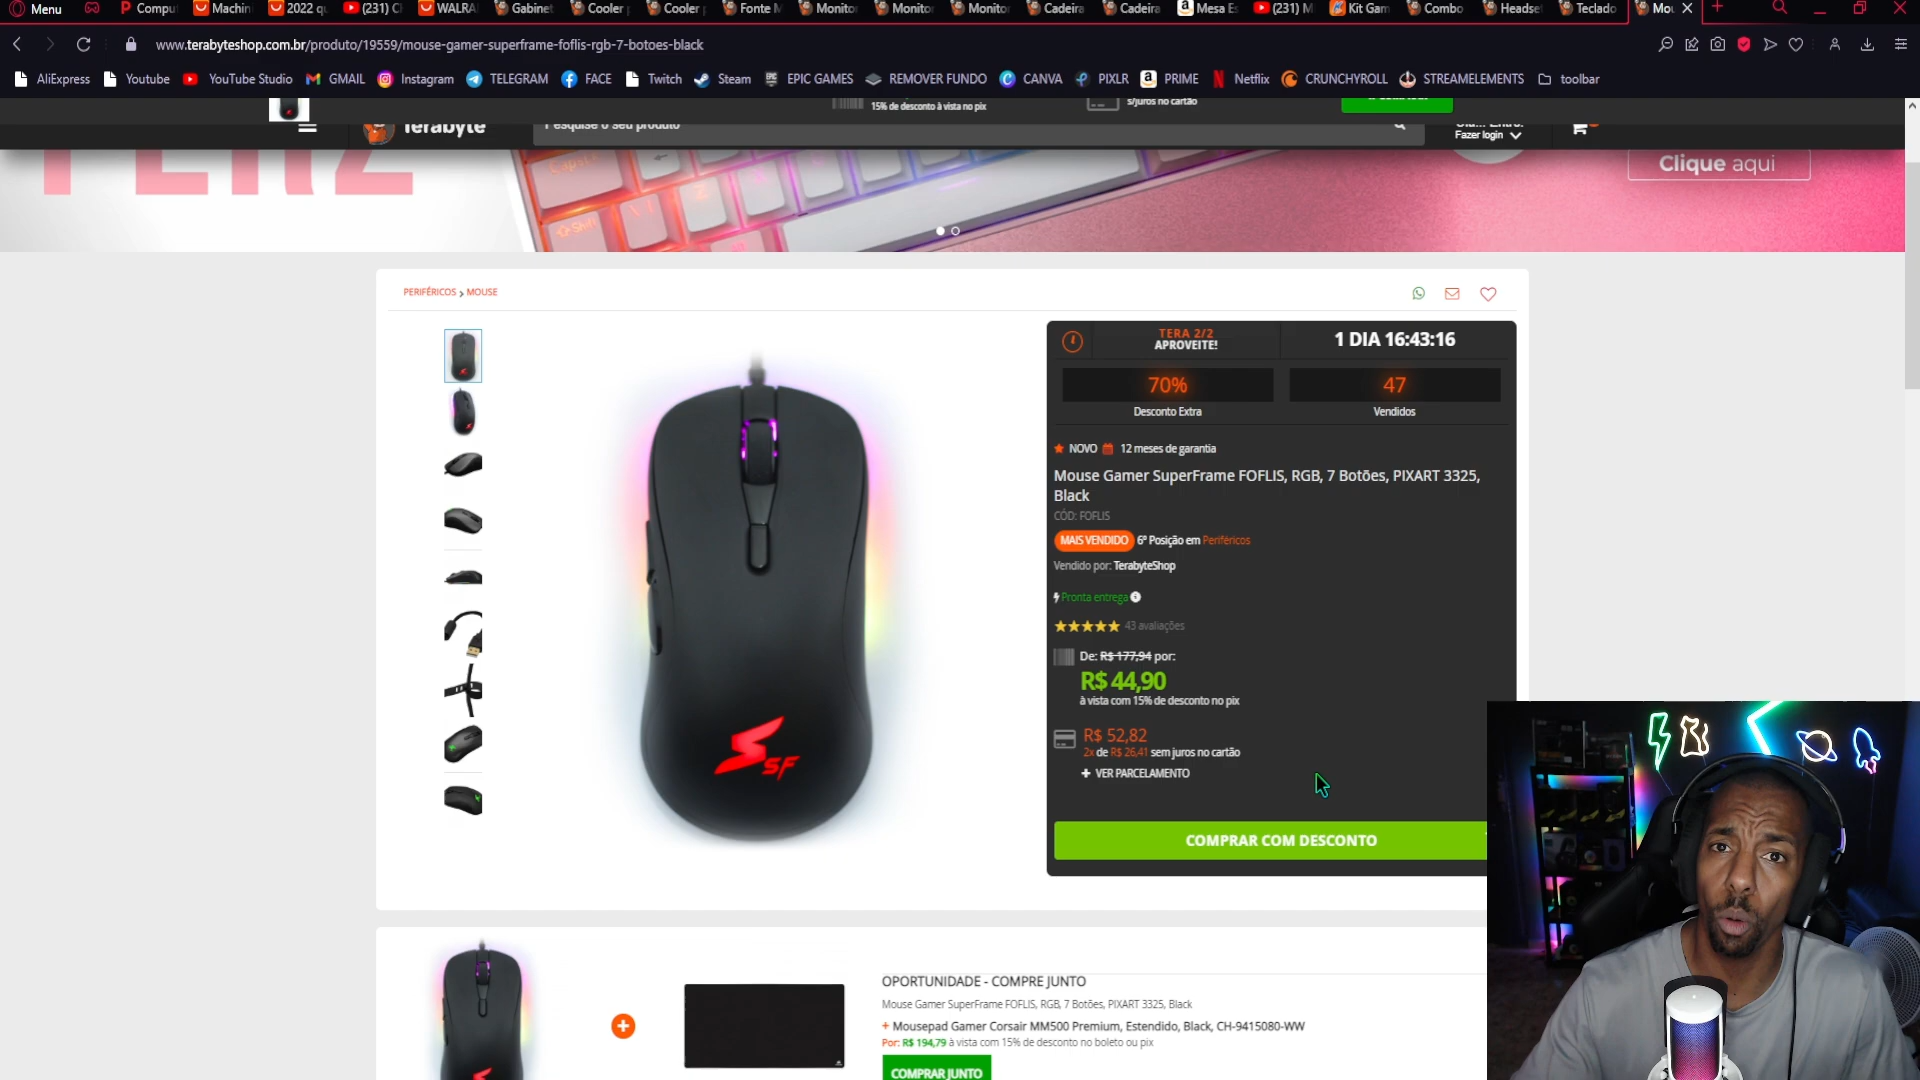 Menu
Compu
Machin
2022 q
(231) C
WALRA
Gabinet
Cooler
Cooler
Fonte M
Monito
Monito
Monito
Cadeira
Cadeira
Mesa Es
(231) M
Kit Gam
Combo
Headse
Teclado
Mou
www.terabyteshop.com.br/produto/19559/mouse-gamer-superframe-foflis-rgb-7-botoes-black
AliExpress
Youtube
YouTube Studio
GMAIL
Instagram
TELEGRAM
FACE
Twitch
Steam
EPIC GAMES
REMOVER FUNDO
CANVA
PIXLR
PRIME
Netflix
CRUNCHYROLL
STREAMELEMENTS
toolbar
15% de desconto à vista no pix
s/juros no cartão
Terabyte
Pesquise o seu produto
Fazer login
Clique aqui
PERIFÉRICOS > MOUSE
TERA 2/2
APROVEITE!
1 DIA 16:43:16
70%
Desconto Extra
47
Vendidos
NOVO
12 meses de garantia
Mouse Gamer SuperFrame FOFLIS, RGB, 7 Botões, PIXART 3325,
Black
CÓD: FOFLIS
MAIS VENDIDO 6º Posição em Periféricos
Vendido por: TerabyteShop
Pronta entrega
43 avaliações
De: R$ 177,94 por:
R$ 44,90
à vista com 15% de desconto no pix
R$ 52,82
2x de R$ 26,41 sem juros no cartão
+ VER PARCELAMENTO
COMPRAR COM DESCONTO
SF
OPORTUNIDADE - COMPRE JUNTO
Mouse Gamer SuperFrame FOFLIS, RGB, 7 Botões, PIXART 3325, Black
+ Mousepad Gamer Corsair MM500 Premium, Estendido, Black, CH-9415080-WW
Por: R$ 194,79 à vista com 15% de desconto no boleto ou pix
COMPRAR JUNTO